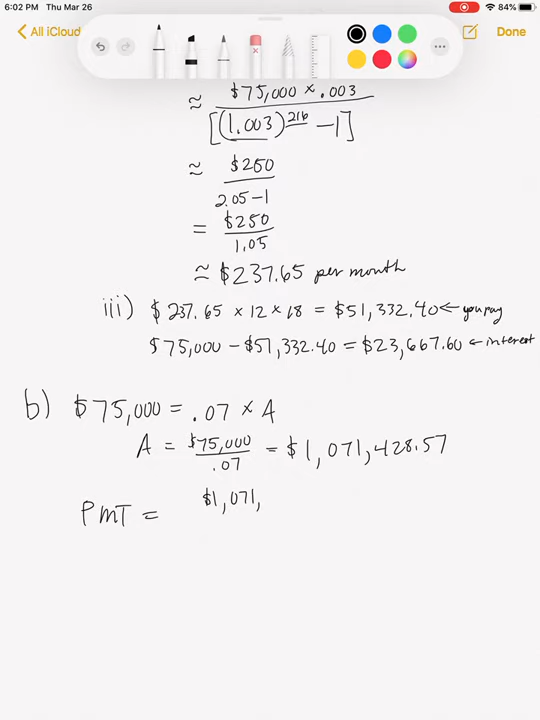 6:02 PM Thu Mar 26
84%
All iCloud
Done
≈ $75,000 × .003
[(1.003)^216 −1]
≈ $250
2.05−1
= $250
1.05
≈ $237.65 per month
iii) $237.65 × 12 × 18 = $51,332.40 ← you pay
$75,000 − $51,332.40 = $23,667.60 ← interest
b) $75,000 = .07 × A
A = $75,000 / .07 = $1,071,428.57
PMT = $1,071,